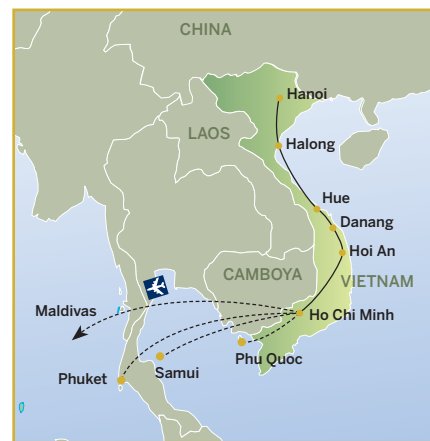 CHINA
Hanoi
LAOS
Halong
Hue
Danang
Hoi An
CAMBOYA
VIETNAM
Maldivas
Ho Chi Minh
Phu Quoc
Samui
Phuket